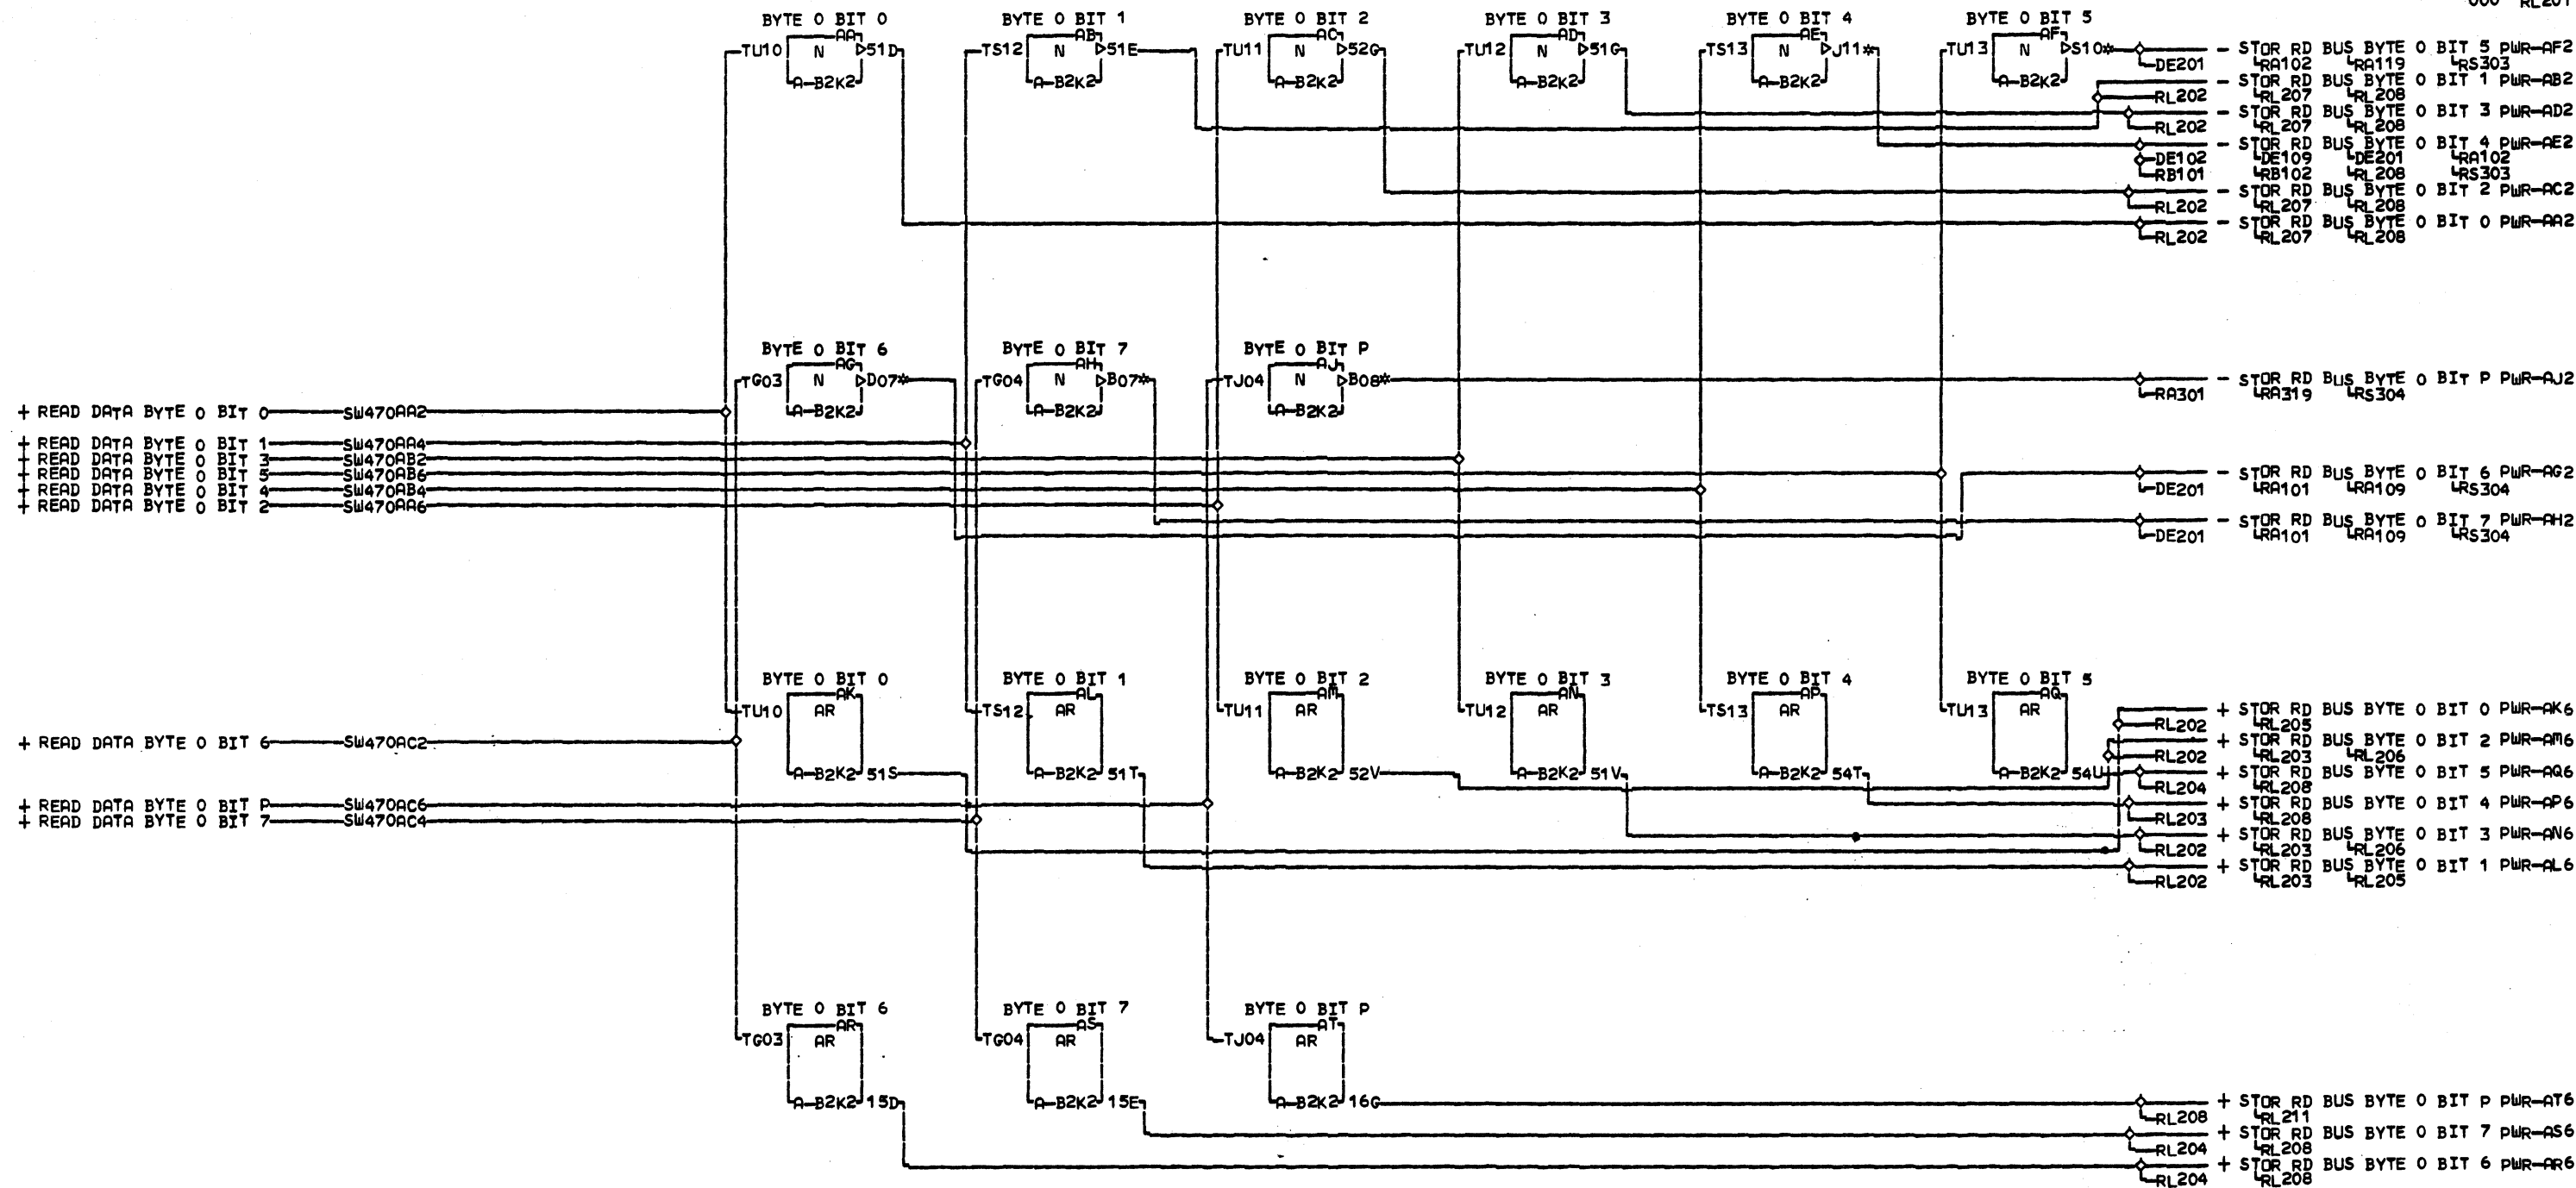 RL201
BYTE 0 BIT 0 BYTE 0 BIT 1 BYTE 0 BIT 2 BYTE 0 BIT 3 BYTE 0 BIT 4 BYTE 0 BIT 5
AA AB AC AD AE AF
TU10 N 51D TS12 N 51E TU11 N 52G TU12 N 51G TS13 N J11* TU13 N S10* - STOR RD BUS BYTE 0 BIT 5 PWR-AF2
DE201 RA102 RA119 RS303
A-B2K2 A-B2K2 A-B2K2 A-B2K2 A-B2K2 A-B2K2 - STOR RD BUS BYTE 0 BIT 1 PWR-AB2
RL202 RL207 RL208
- STOR RD BUS BYTE 0 BIT 3 PWR-AD2
RL202 RL207 RL208
- STOR RD BUS BYTE 0 BIT 4 PWR-AE2
DE102 DE109 DE201 RA102
RB101 RB102 RL208 RS303
- STOR RD BUS BYTE 0 BIT 2 PWR-AC2
RL202 RL207 RL208
- STOR RD BUS BYTE 0 BIT 0 PWR-AA2
RL202 RL207 RL208
BYTE 0 BIT 6 BYTE 0 BIT 7 BYTE 0 BIT P
AG AH AJ
TG03 N D07* TG04 N B07* TJ04 N B08* - STOR RD BUS BYTE 0 BIT P PWR-AJ2
RA301 RA319 RS304
+ READ DATA BYTE 0 BIT 0 SW470AA2 A-B2K2 A-B2K2 A-B2K2
+ READ DATA BYTE 0 BIT 1 SW470AA4
+ READ DATA BYTE 0 BIT 3 SW470AB2
+ READ DATA BYTE 0 BIT 5 SW470AB6 - STOR RD BUS BYTE 0 BIT 6 PWR-AG2
+ READ DATA BYTE 0 BIT 4 SW470AB4 DE201 RA101 RA109 RS304
+ READ DATA BYTE 0 BIT 2 SW470AA6
- STOR RD BUS BYTE 0 BIT 7 PWR-AH2
DE201 RA101 RA109 RS304
BYTE 0 BIT 0 BYTE 0 BIT 1 BYTE 0 BIT 2 BYTE 0 BIT 3 BYTE 0 BIT 4 BYTE 0 BIT 5
AK AL AM AN AP AQ
TU10 AR TS12 AR TU11 AR TU12 AR TS13 AR TU13 AR + STOR RD BUS BYTE 0 BIT 0 PWR-AK6
RL202 RL205
+ READ DATA BYTE 0 BIT 6 SW470AC2 + STOR RD BUS BYTE 0 BIT 2 PWR-AM6
RL202 RL203 RL206
A-B2K2 51S A-B2K2 51T A-B2K2 52V A-B2K2 51V A-B2K2 54T A-B2K2 54U + STOR RD BUS BYTE 0 BIT 5 PWR-AQ6
RL204 RL208
+ READ DATA BYTE 0 BIT P SW470AC6 + STOR RD BUS BYTE 0 BIT 4 PWR-AP6
+ READ DATA BYTE 0 BIT 7 SW470AC4 RL203 RL208
+ STOR RD BUS BYTE 0 BIT 3 PWR-AN6
RL202 RL203 RL206
+ STOR RD BUS BYTE 0 BIT 1 PWR-AL6
RL202 RL203 RL205
BYTE 0 BIT 6 BYTE 0 BIT 7 BYTE 0 BIT P
AR AS AT
TG03 AR TG04 AR TJ04 AR
A-B2K2 15D A-B2K2 15E A-B2K2 16G + STOR RD BUS BYTE 0 BIT P PWR-AT6
RL208 RL211
+ STOR RD BUS BYTE 0 BIT 7 PWR-AS6
RL204 RL208
+ STOR RD BUS BYTE 0 BIT 6 PWR-AR6
RL204 RL208